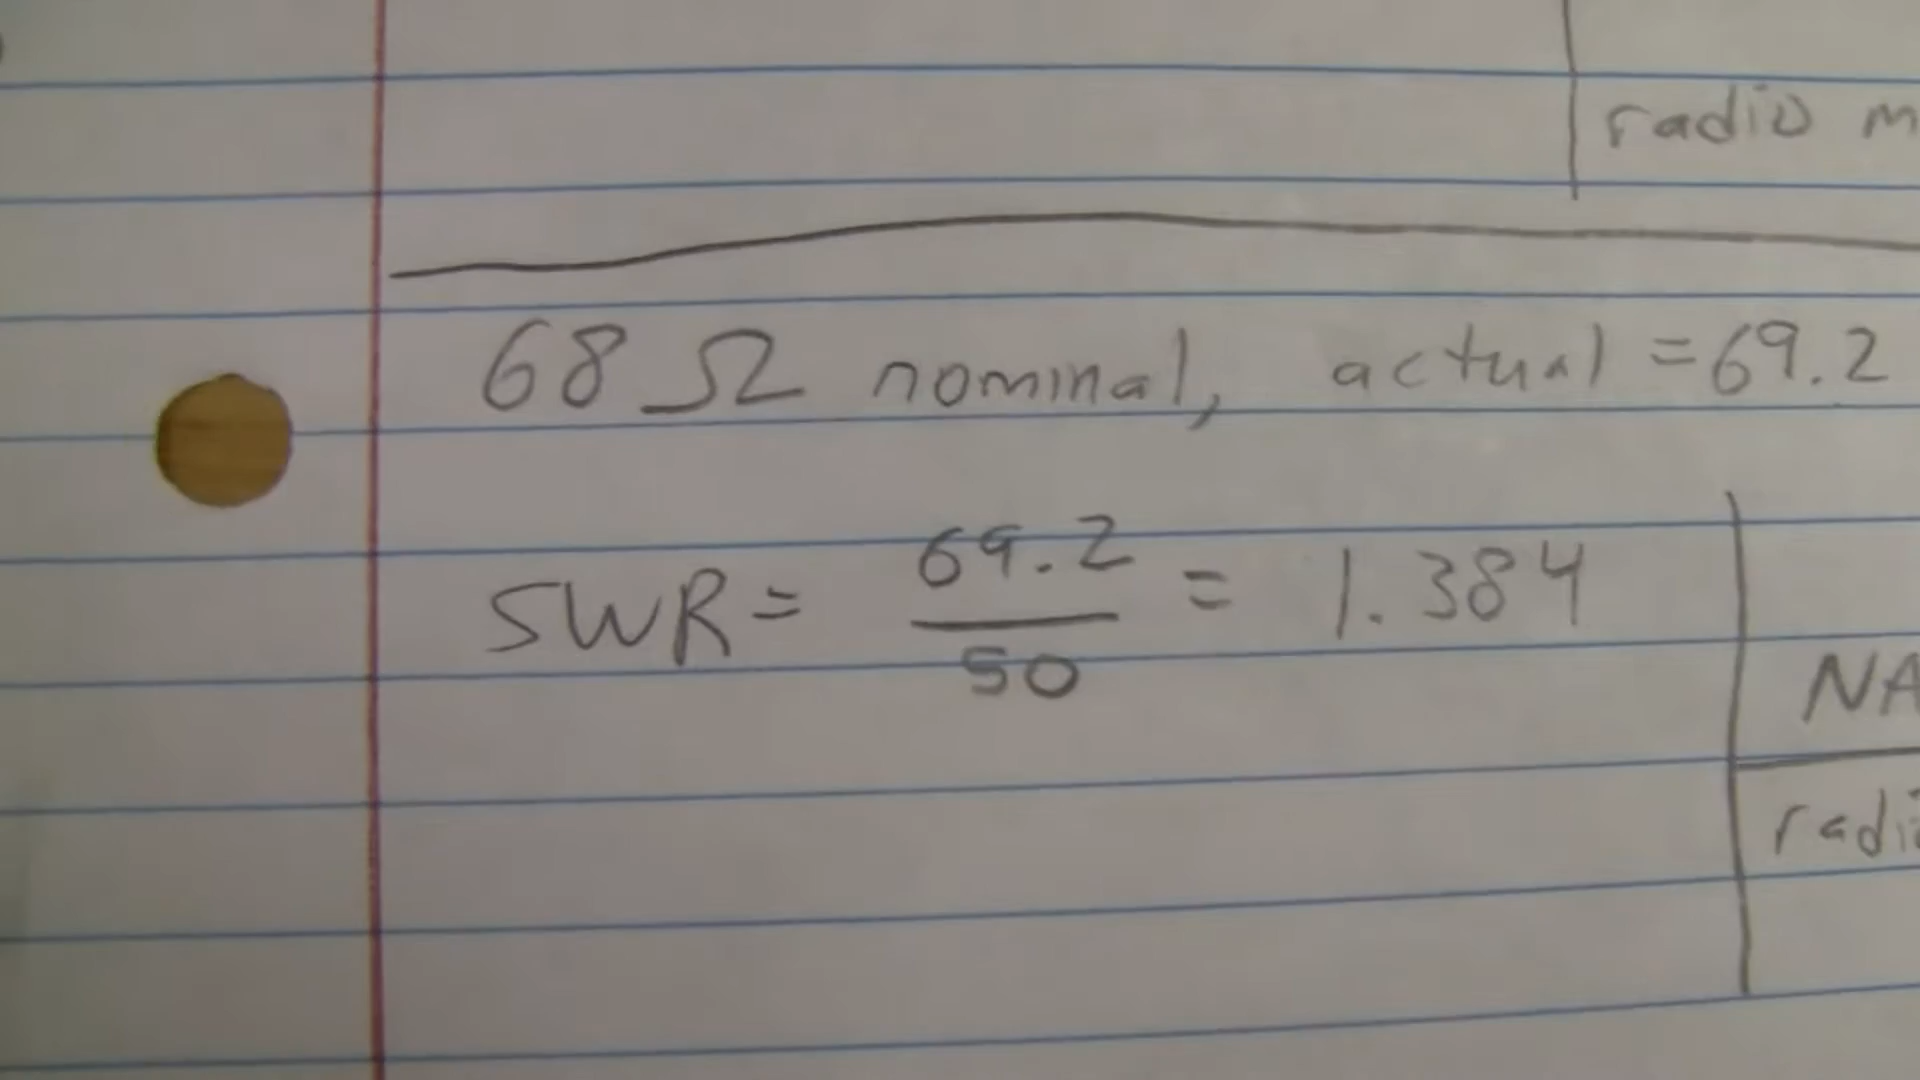 radio m
68 Ω nominal, actual = 69.2
SWR = 69.2 / 50 = 1.384
NA
radi